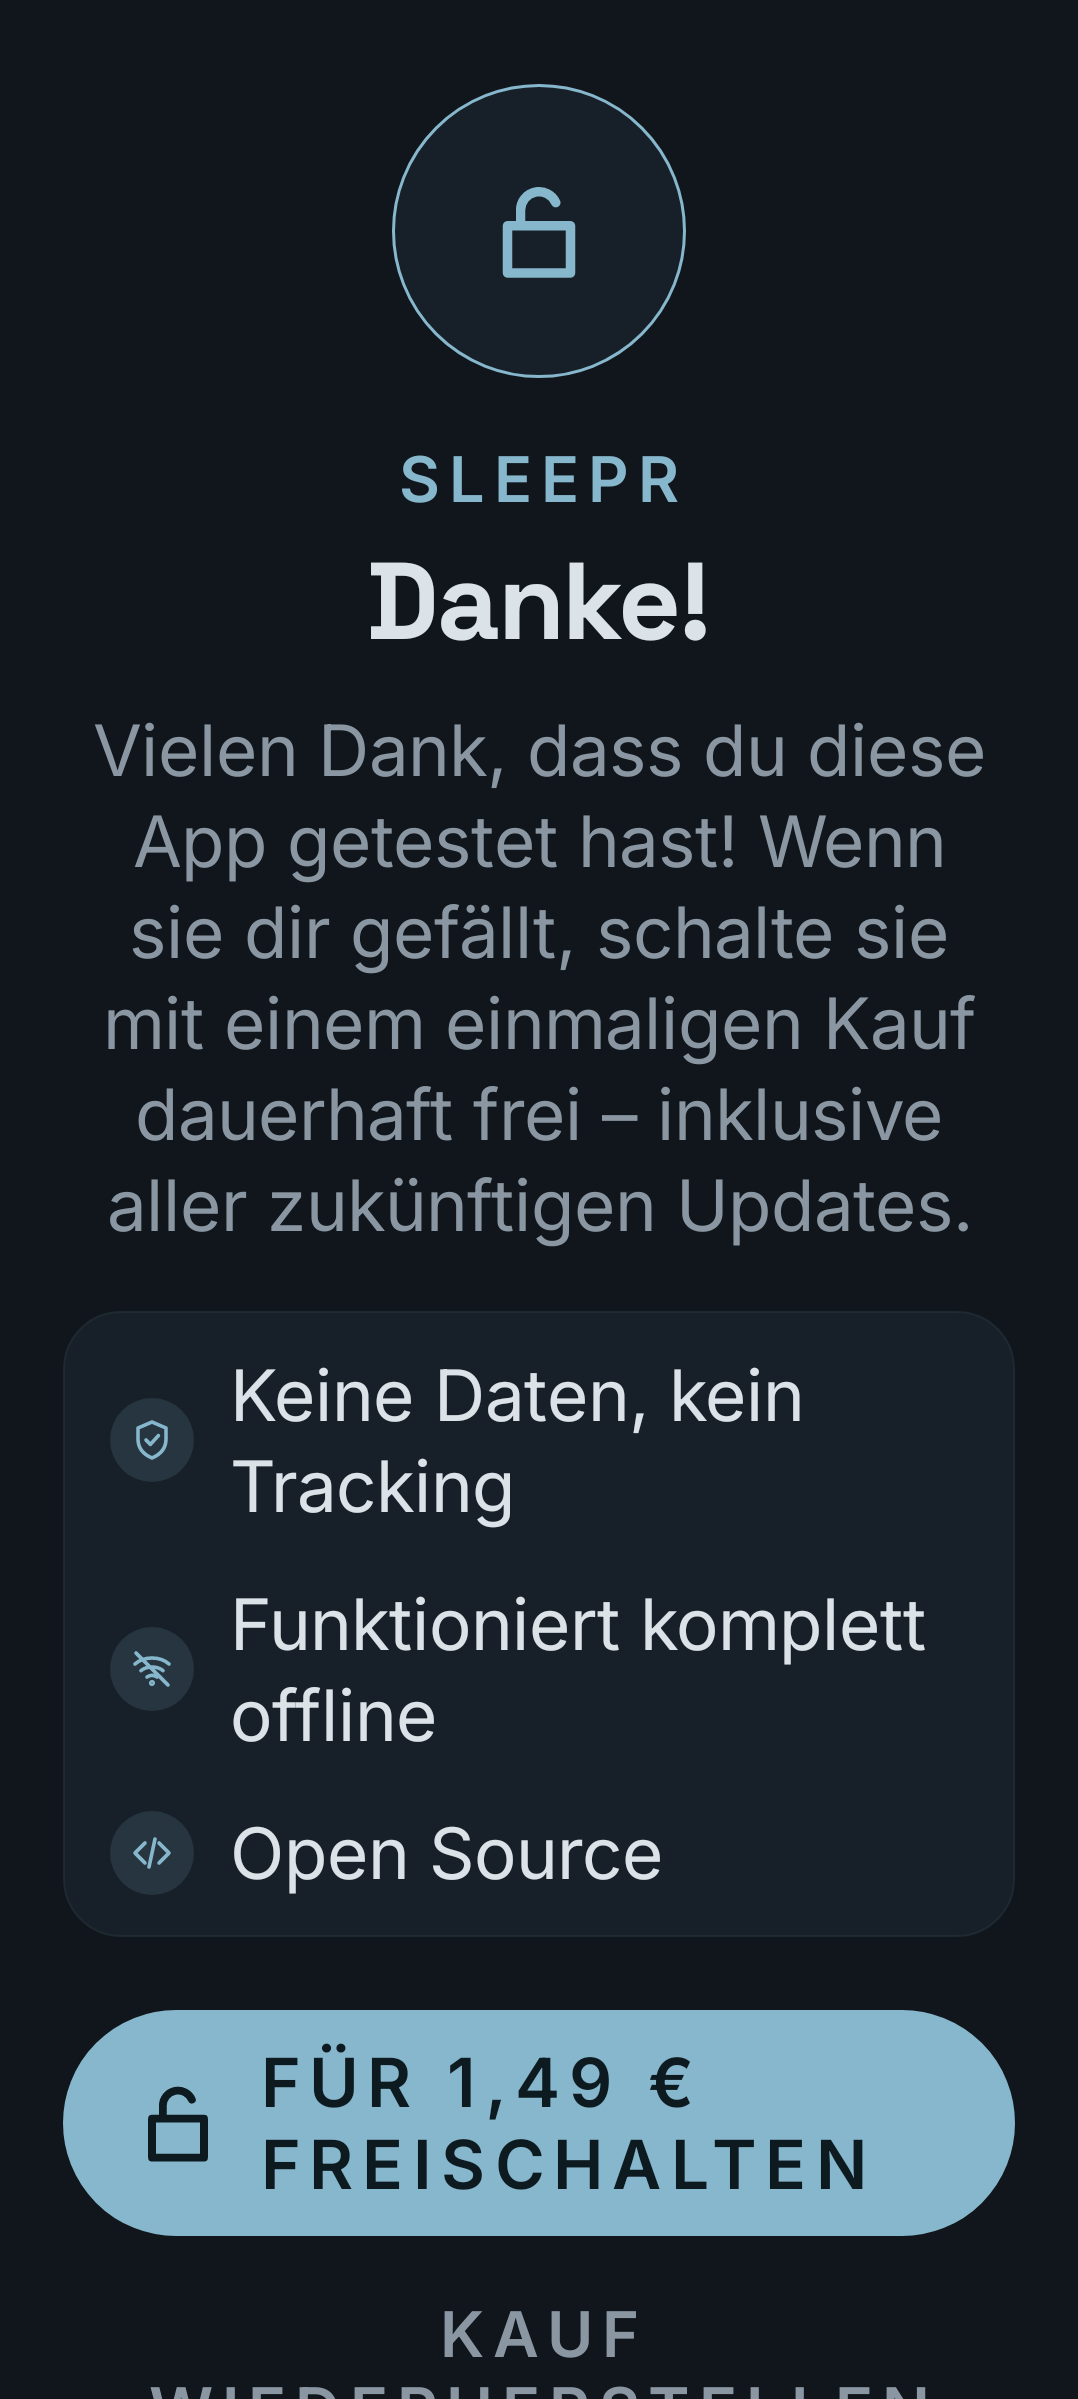 SLEEPR
Danke!
Vielen Dank, dass du diese
App getestet hast! Wenn
sie dir gefällt, schalte sie
mit einem einmaligen Kauf
dauerhaft frei – inklusive
aller zukünftigen Updates.
Keine Daten, kein
Tracking
Funktioniert komplett
offline
Open Source
FÜR 1,49 €
FREISCHALTEN
KAUF
WIEDERHERSTELLEN